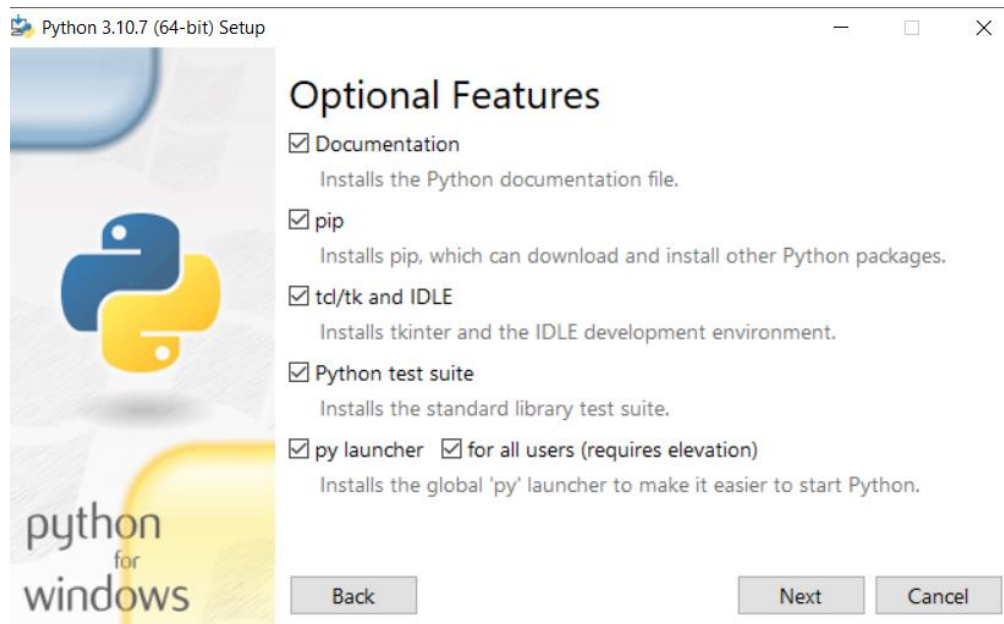 Python 3.10.7 (64-bit) Setup
Optional Features
Documentation
Installs the Python documentation file.
pip
Installs pip, which can download and install other Python packages.
tcl/tk and IDLE
Installs tkinter and the IDLE development environment.
Python test suite
Installs the standard library test suite.
py launcher for all users (requires elevation)
Installs the global 'py' launcher to make it easier to start Python.
python
for
windows
Back Next Cancel